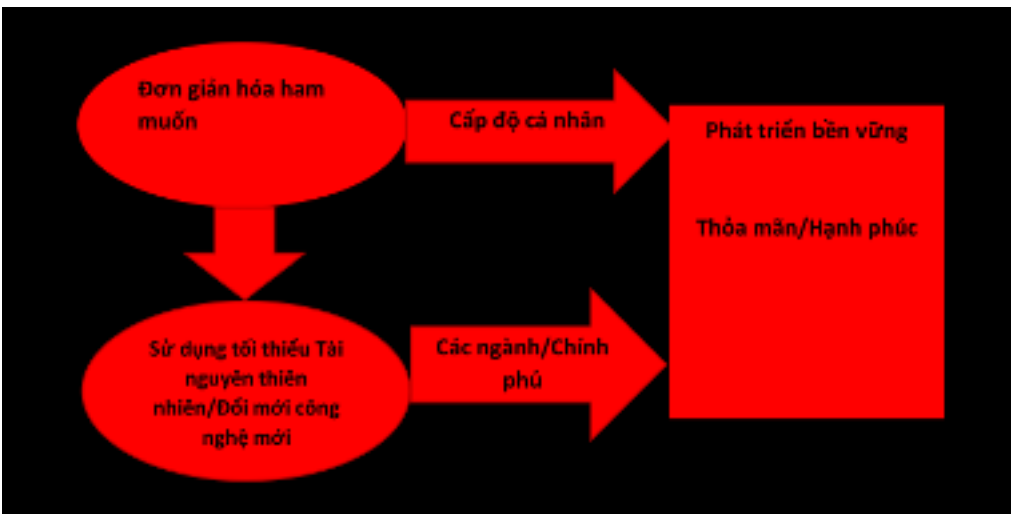 Đơn giản hóa ham
muốn
Cấp độ cá nhân
Phát triển bền vững
Thỏa mãn/Hạnh phúc
Sử dụng tối thiểu Tài
nguyên thiên
nhiên/Đổi mới công
nghệ mới
Các ngành/Chính
phủ